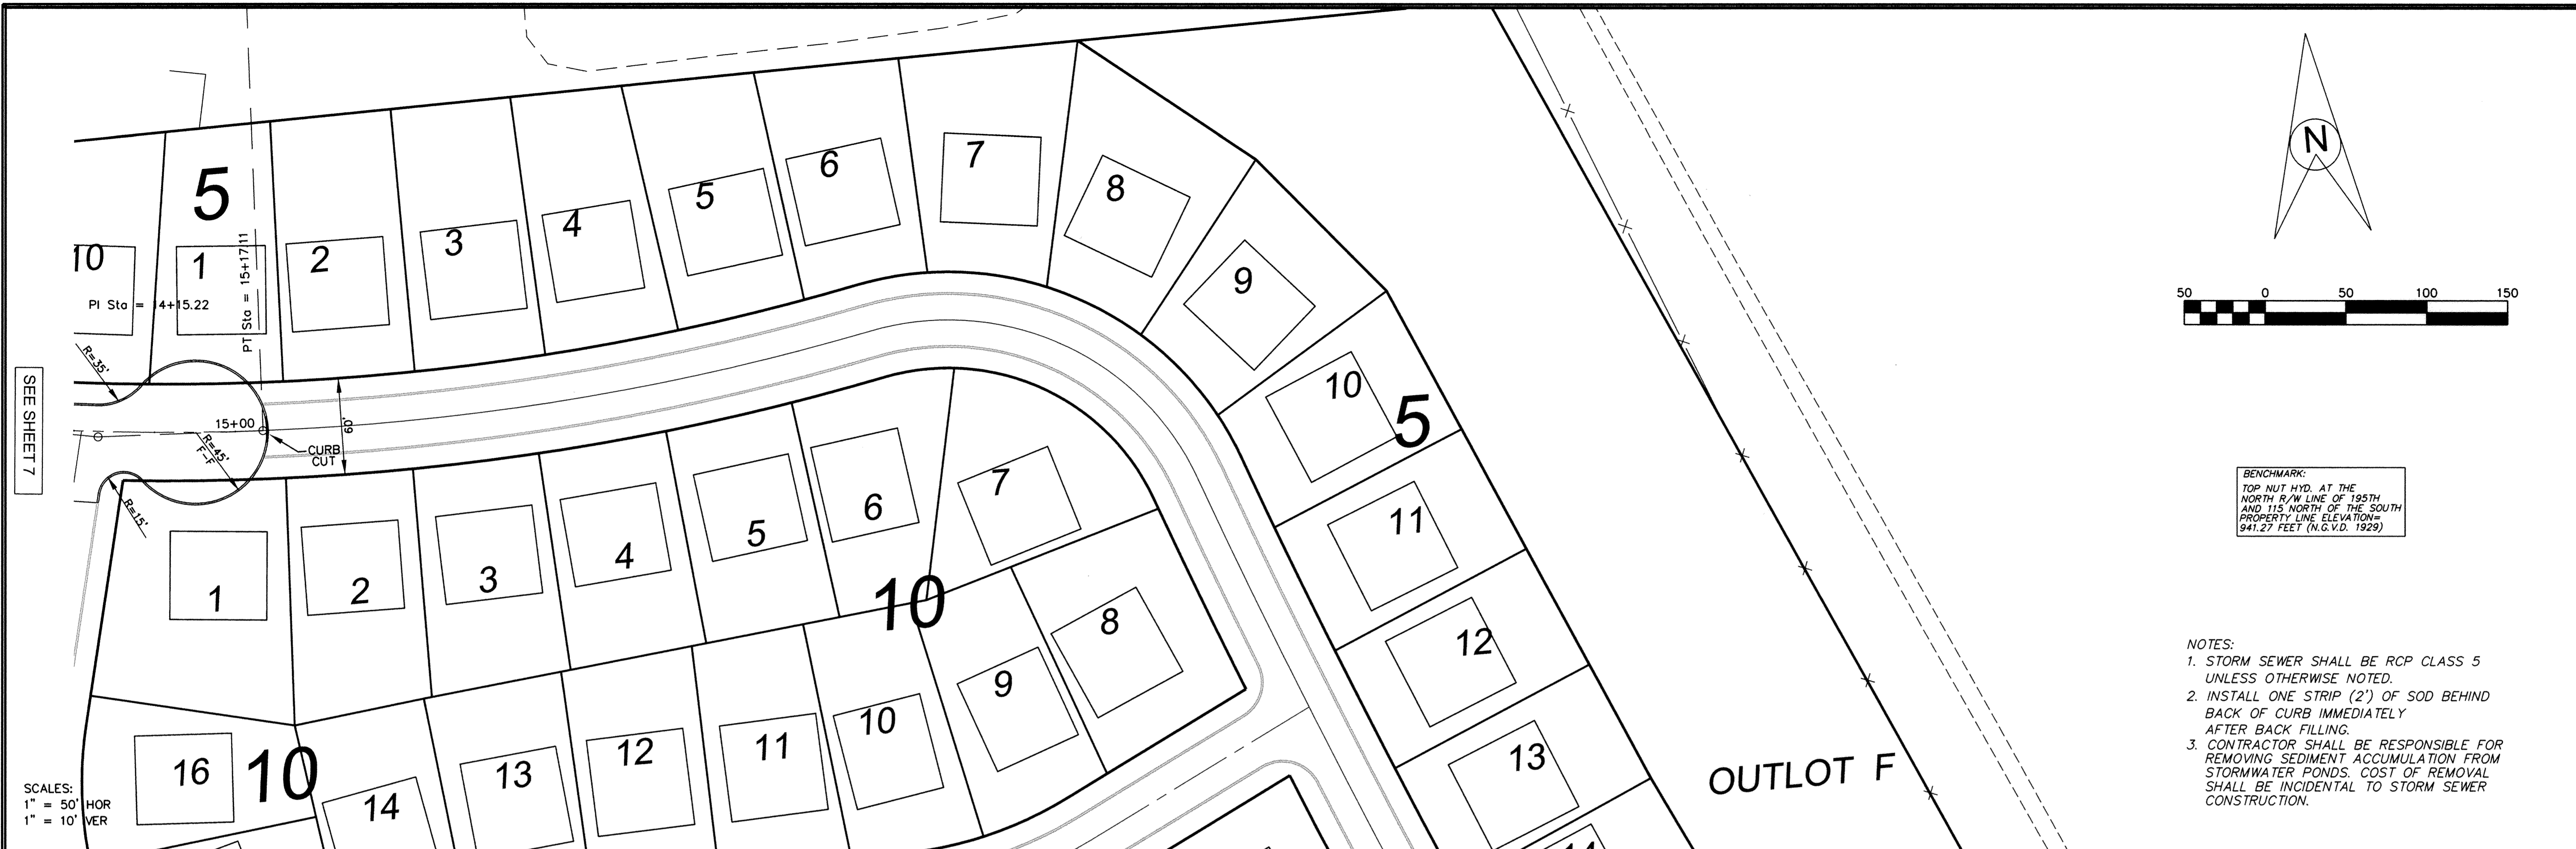 5
10
1
2
3
4
5
6
7
8
9
10
5
11
12
13
PI Sta = 14+15.22
PT Sta = 15+17.11
R=35'
15+00
R=45'
F-F
CURB
CUT
60'
R=15'
SEE SHEET 7
1
2
3
4
5
6
7
10
8
9
10
11
12
13
14
16
10
SCALES:
1" = 50' HOR
1" = 10' VER
OUTLOT F
N
50 0 50 100 150
BENCHMARK:
TOP NUT HYD. AT THE
NORTH R/W LINE OF 195TH
AND 115 NORTH OF THE SOUTH
PROPERTY LINE ELEVATION=
941.27 FEET (N.G.V.D. 1929)
NOTES:
1. STORM SEWER SHALL BE RCP CLASS 5
UNLESS OTHERWISE NOTED.
2. INSTALL ONE STRIP (2') OF SOD BEHIND
BACK OF CURB IMMEDIATELY
AFTER BACK FILLING.
3. CONTRACTOR SHALL BE RESPONSIBLE FOR
REMOVING SEDIMENT ACCUMULATION FROM
STORMWATER PONDS. COST OF REMOVAL
SHALL BE INCIDENTAL TO STORM SEWER
CONSTRUCTION.